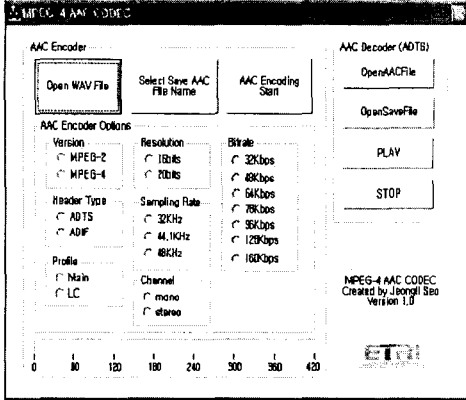 MPEG-4 AAC CODEC
AAC Encoder
Open WAV File
Select Save AAC
File Name
AAC Encoding
Start
AAC Encoder Options
Version
MPEG-2
MPEG-4
Header Type
ADTS
ADIF
Profile
Main
LC
Resolution
16bits
20bits
Sampling Rate
32KHz
44,1KHz
48KHz
Channel
mono
stereo
Bitrate
32Kbps
48Kbps
64Kbps
76Kbps
96Kbps
128Kbps
160Kbps
AAC Decoder (ADTS)
OpenAACFile
OpenSaveFile
PLAY
STOP
MPEG-4 AAC CODEC
Created by Jeongil Seo
Version 1,0
ETRI
0 60 120 180 240 300 360 420